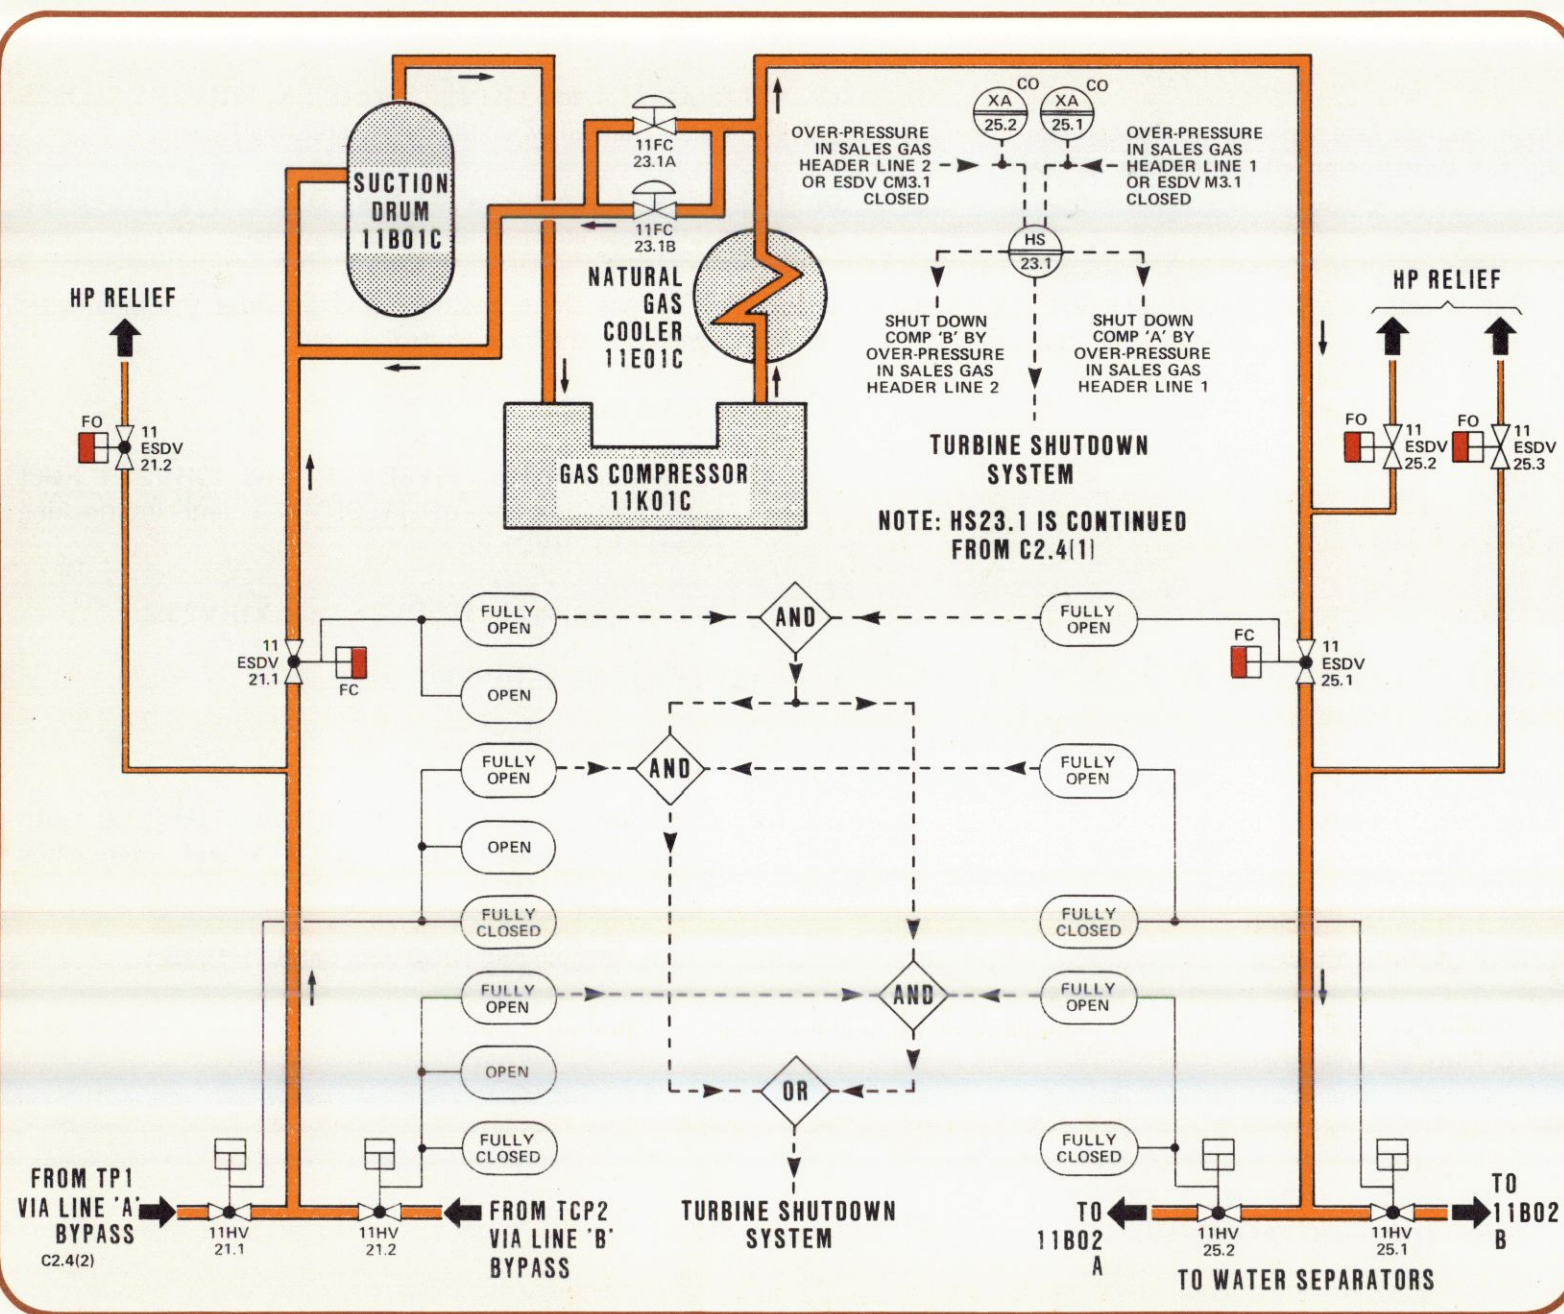 CO
XA
25.2
CO
XA
25.1
OVER-PRESSURE
IN SALES GAS
HEADER LINE 2
OR ESDV CM3.1
CLOSED
OVER-PRESSURE
IN SALES GAS
HEADER LINE 1
OR ESDV M3.1
CLOSED
SUCTION
DRUM
11B01C
11FC
23.1A
11FC
23.1B
HS
23.1
NATURAL
GAS
COOLER
11E01C
HP RELIEF
HP RELIEF
SHUT DOWN
COMP 'B' BY
OVER-PRESSURE
IN SALES GAS
HEADER LINE 2
SHUT DOWN
COMP 'A' BY
OVER-PRESSURE
IN SALES GAS
HEADER LINE 1
FO
11
ESDV
21.2
FO
11
ESDV
25.2
FO
11
ESDV
25.3
GAS COMPRESSOR
11K01C
TURBINE SHUTDOWN
SYSTEM
NOTE: HS23.1 IS CONTINUED
FROM C2.4(1)
FULLY
OPEN
AND
FULLY
OPEN
11
ESDV
21.1
FC
FC
11
ESDV
25.1
OPEN
FULLY
OPEN
AND
FULLY
OPEN
OPEN
FULLY
CLOSED
FULLY
CLOSED
FULLY
OPEN
AND
FULLY
OPEN
OPEN
OR
FULLY
CLOSED
FULLY
CLOSED
FROM TP1
VIA LINE 'A'
BYPASS
C2.4(2)
11HV
21.1
11HV
21.2
FROM TCP2
VIA LINE 'B'
BYPASS
TURBINE SHUTDOWN
SYSTEM
TO
11B02
A
11HV
25.2
11HV
25.1
TO
11B02
B
TO WATER SEPARATORS